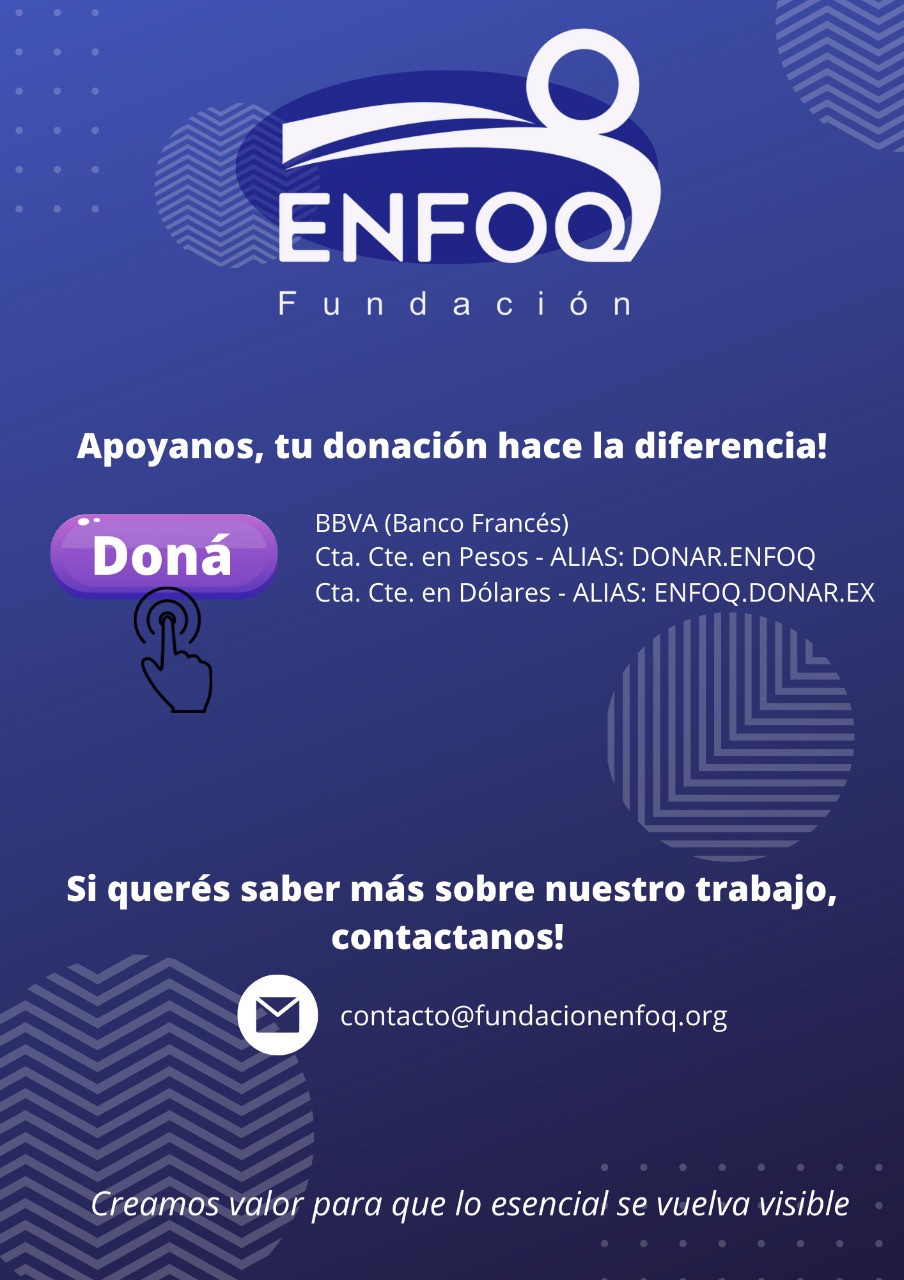 ENFOQ
Fundación
Apoyanos, tu donación hace la diferencia!
Doná
BBVA (Banco Francés)
Cta. Cte. en Pesos - ALIAS: DONAR.ENFOQ
Cta. Cte. en Dólares - ALIAS: ENFOQ.DONAR.EX
Si querés saber más sobre nuestro trabajo,
contactanos!
contacto@fundacionenfoq.org
Creamos valor para que lo esencial se vuelva visible